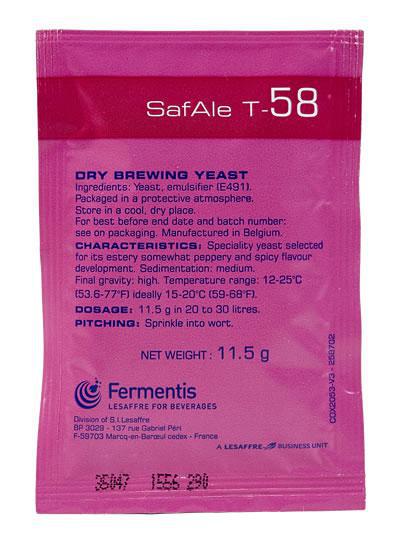 SafAle T-58
DRY BREWING YEAST
Ingredients: Yeast, emulsifier (E491).
Packaged in a protective atmosphere.
Store in a cool, dry place.
For best before end date and batch number:
see on packaging. Manufactured in Belgium.
CHARACTERISTICS: Speciality yeast selected
for its estery somewhat peppery and spicy flavour
development. Sedimentation: medium.
Final gravity: high. Temperature range: 12-25°C
(53.6-77°F) ideally 15-20°C (59-68°F).
DOSAGE: 11.5 g in 20 to 30 litres.
PITCHING: Sprinkle into wort.
NET WEIGHT : 11.5 g
Fermentis
LESAFFRE FOR BEVERAGES
Division of S.I.Lesaffre
BP 3029 - 137 rue Gabriel Péri
F-59703 Marcq-en-Barœul cedex - France
A LESAFFRE BUSINESS UNIT
35047 1556 290